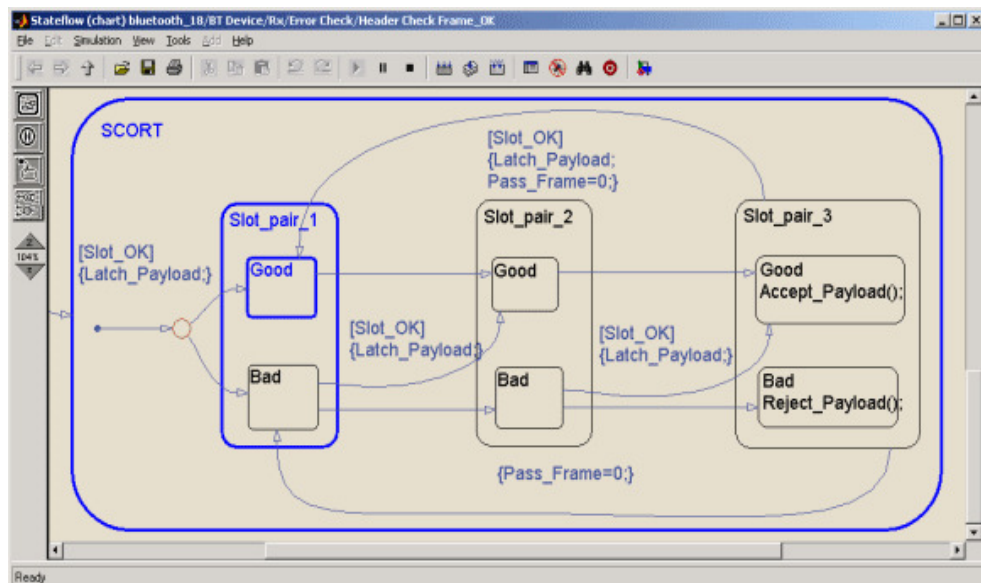 Stateflow (chart) bluetooth_18/BT Device/Rx/Error Check/Header Check Frame_OK
File Edit Simulation View Tools Add Help
SCORT
[Slot_OK]
{Latch_Payload;
Pass_Frame=0;}
Slot_pair_1
Slot_pair_2
Slot_pair_3
[Slot_OK]
{Latch_Payload;}
Good
Good
Good
Accept_Payload();
[Slot_OK]
{Latch_Payload;}
[Slot_OK]
{Latch_Payload;}
Bad
Bad
Bad
Reject_Payload();
{Pass_Frame=0;}
104%
Ready